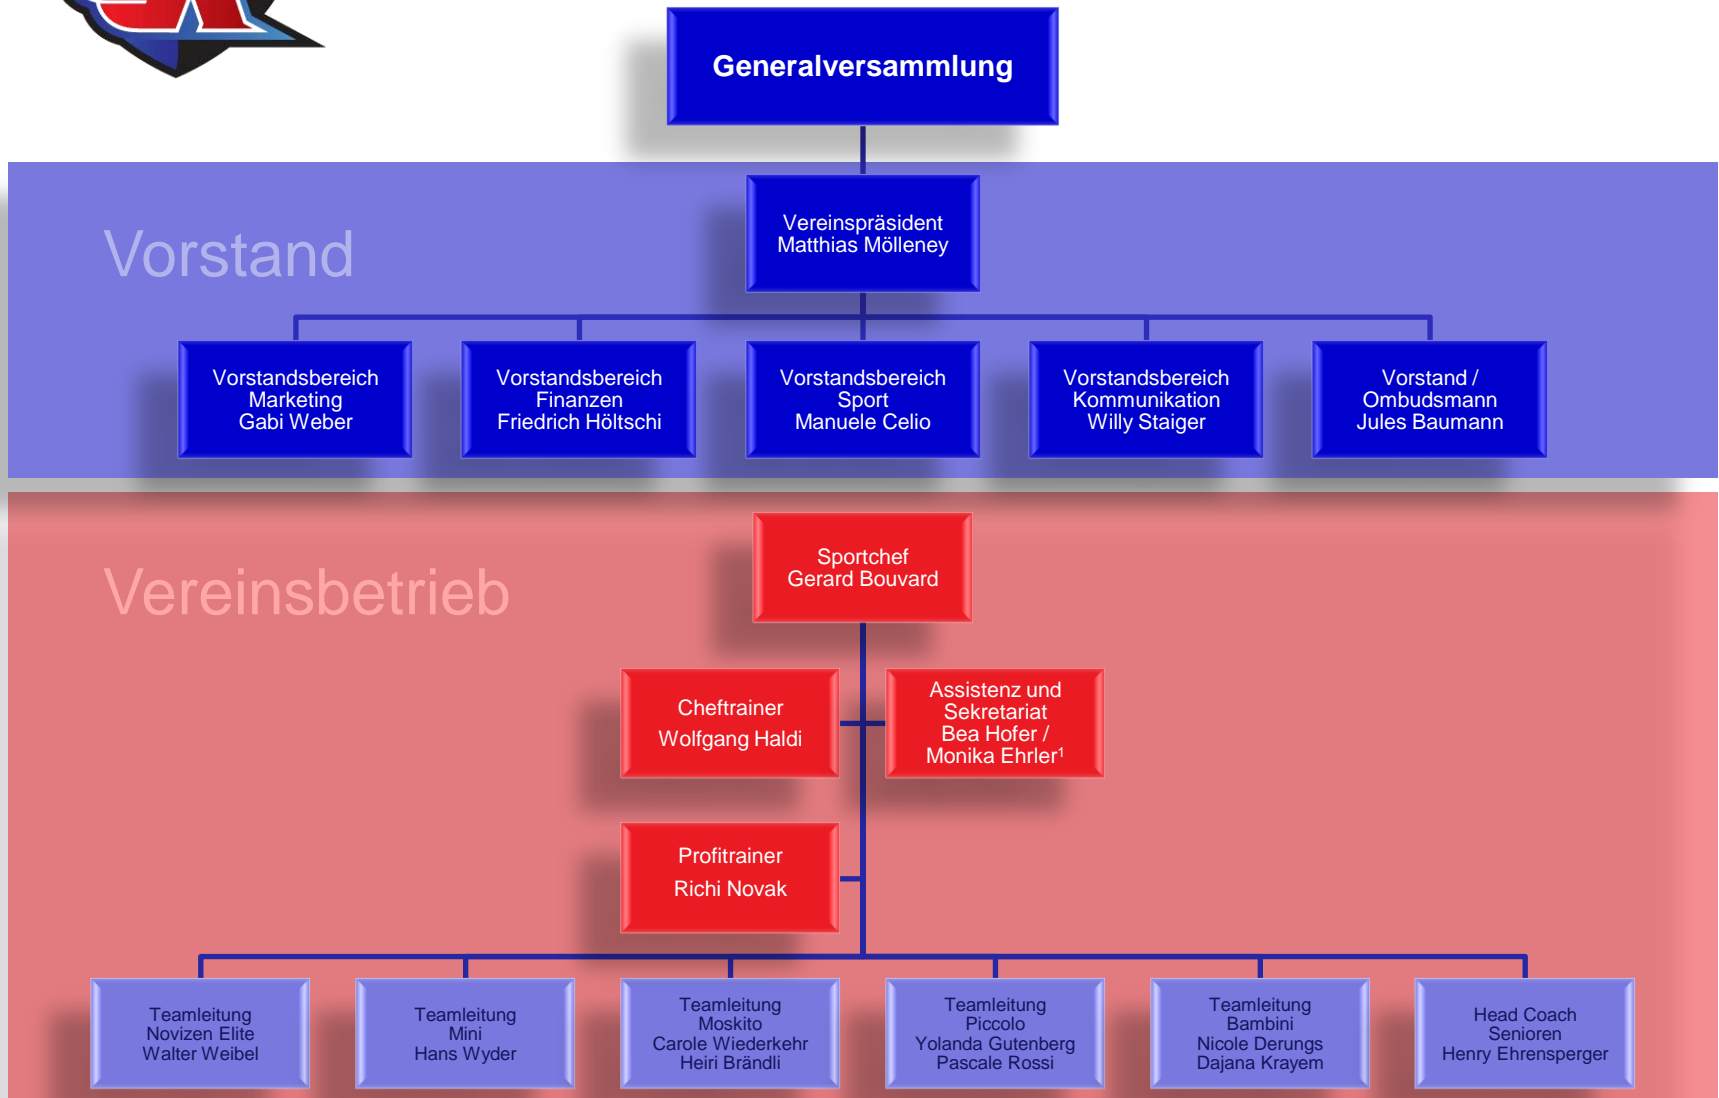 Generalversammlung
Vorstand
Vereinspräsident
Matthias Mölleney
Vorstandsbereich
Marketing
Gabi Weber
Vorstandsbereich
Finanzen
Friedrich Höltschi
Vorstandsbereich
Sport
Manuele Celio
Vorstandsbereich
Kommunikation
Willy Staiger
Vorstand /
Ombudsmann
Jules Baumann
Vereinsbetrieb
Sportchef
Gerard Bouvard
Cheftrainer
Wolfgang Haldi
Assistenz und
Sekretariat
Bea Hofer /
Monika Ehrler¹
Profitrainer
Richi Novak
Teamleitung
Novizen Elite
Walter Weibel
Teamleitung
Mini
Hans Wyder
Teamleitung
Moskito
Carole Wiederkehr
Heiri Brändli
Teamleitung
Piccolo
Yolanda Gutenberg
Pascale Rossi
Teamleitung
Bambini
Nicole Derungs
Dajana Krayem
Head Coach
Senioren
Henry Ehrensperger